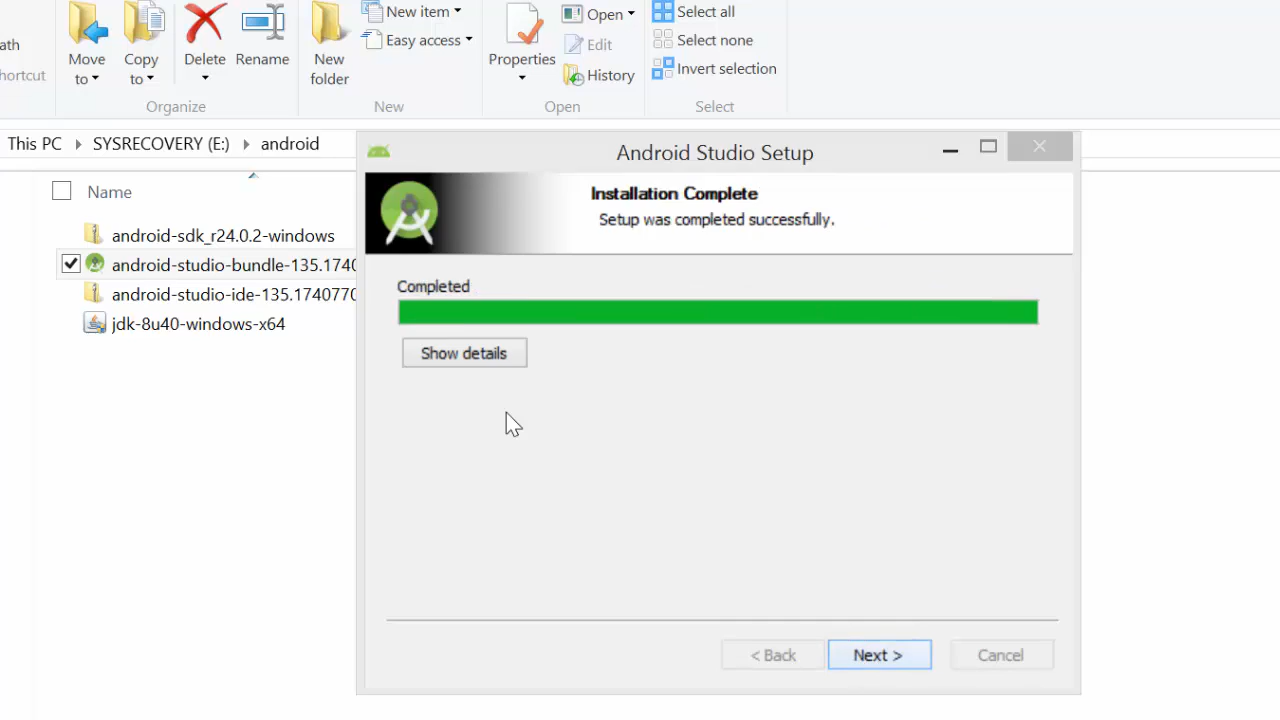 ath
hortcut
Move to
Copy to
Delete
Rename
Organize
New folder
New item
Easy access
New
Properties
Open
Edit
History
Open
Select all
Select none
Invert selection
Select
This PC
SYSRECOVERY (E:)
android
Name
android-sdk_r24.0.2-windows
android-studio-bundle-135.1740
android-studio-ide-135.1740770
jdk-8u40-windows-x64
Android Studio Setup
Installation Complete
Setup was completed successfully.
Completed
Show details
< Back
Next >
Cancel